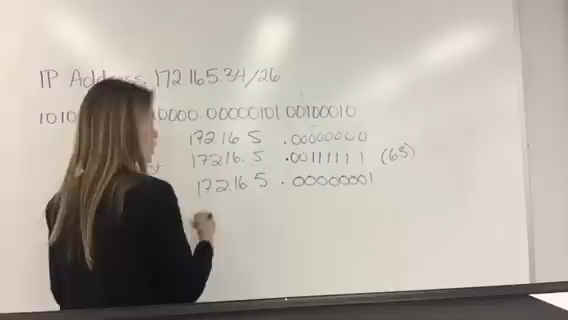 IP Address 172.16.5.34/26
1010 0000.00000101.00100010
172.16.5 .00000000
172.16.5 .00111111 (63)
172.16.5 .00000001